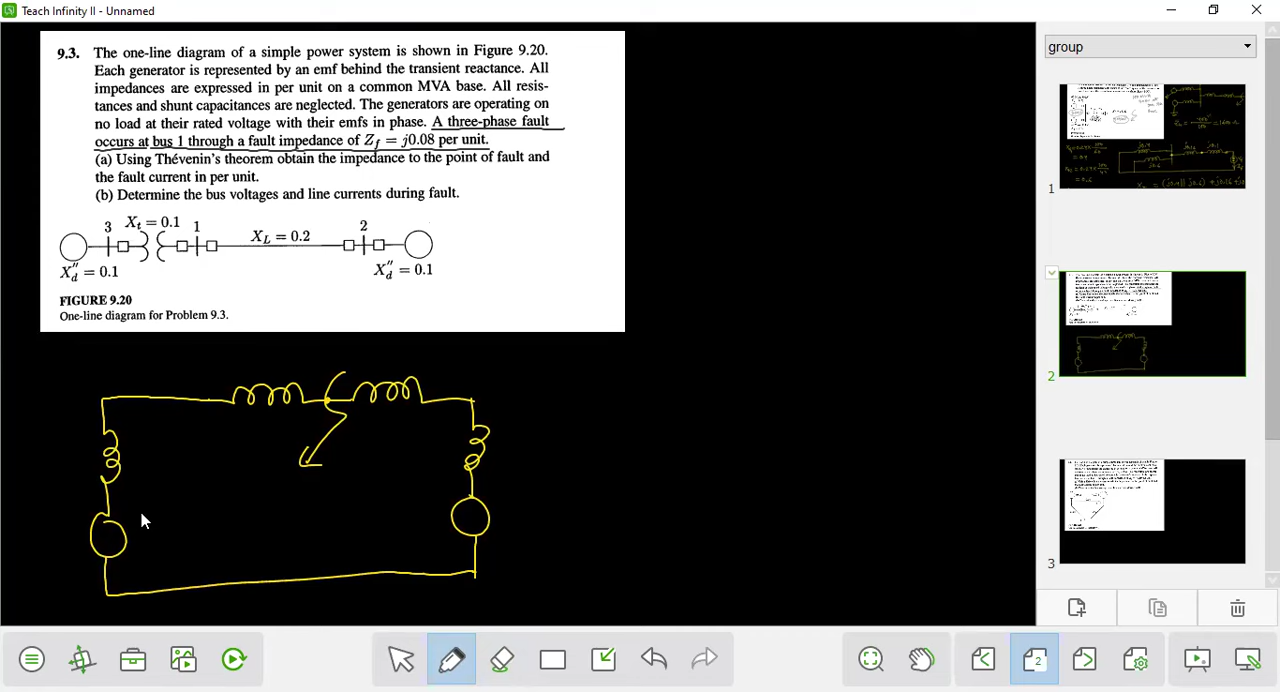 Teach Infinity II - Unnamed
9.3. The one-line diagram of a simple power system is shown in Figure 9.20.
Each generator is represented by an emf behind the transient reactance. All
impedances are expressed in per unit on a common MVA base. All resis-
tances and shunt capacitances are neglected. The generators are operating on
no load at their rated voltage with their emfs in phase. A three-phase fault
occurs at bus 1 through a fault impedance of Z_f = j0.08 per unit.
(a) Using Thévenin's theorem obtain the impedance to the point of fault and
the fault current in per unit.
(b) Determine the bus voltages and line currents during fault.
3 X_t = 0.1 1 X_L = 0.2 2
X''_d = 0.1 X''_d = 0.1
FIGURE 9.20
One-line diagram for Problem 9.3.
group
1
2
3
2